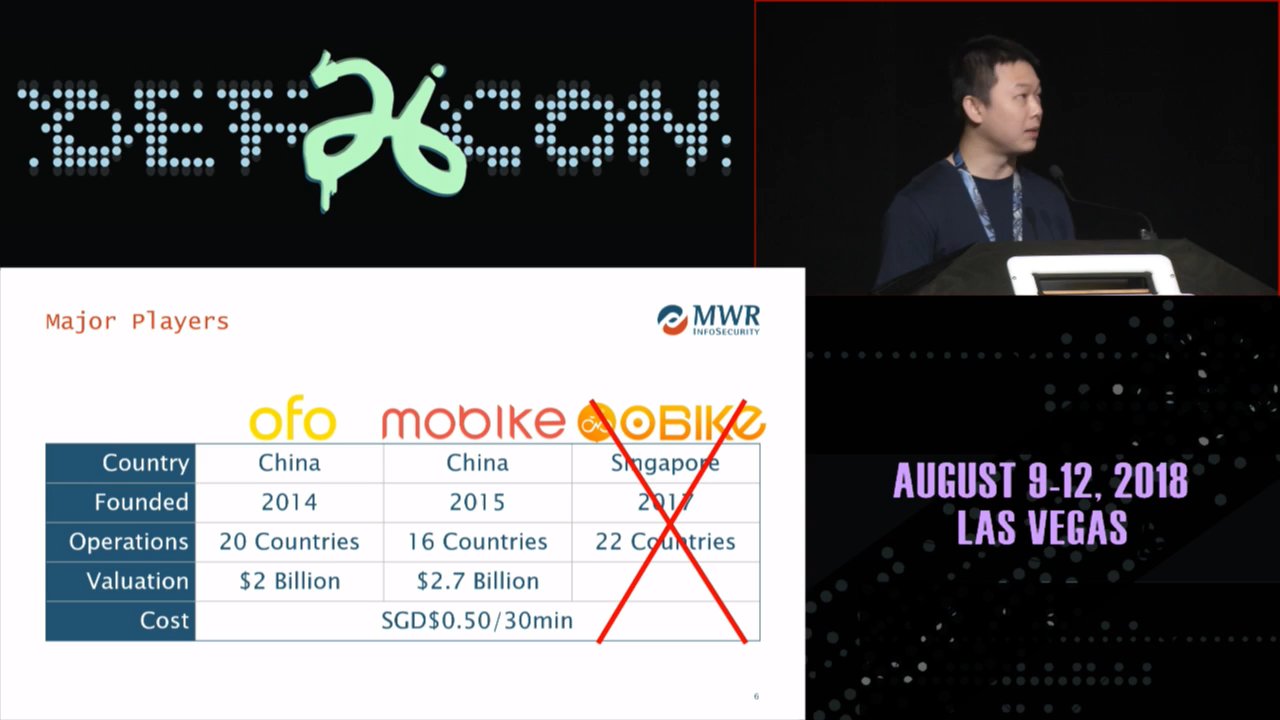 DEF 26 CON
Major Players
MWR
INFOSECURITY
ofo mobike OBIKE
Country China China Singapore
Founded 2014 2015 2017
Operations 20 Countries 16 Countries 22 Countries
Valuation $2 Billion $2.7 Billion
Cost SGD$0.50/30min
6
AUGUST 9-12, 2018
LAS VEGAS